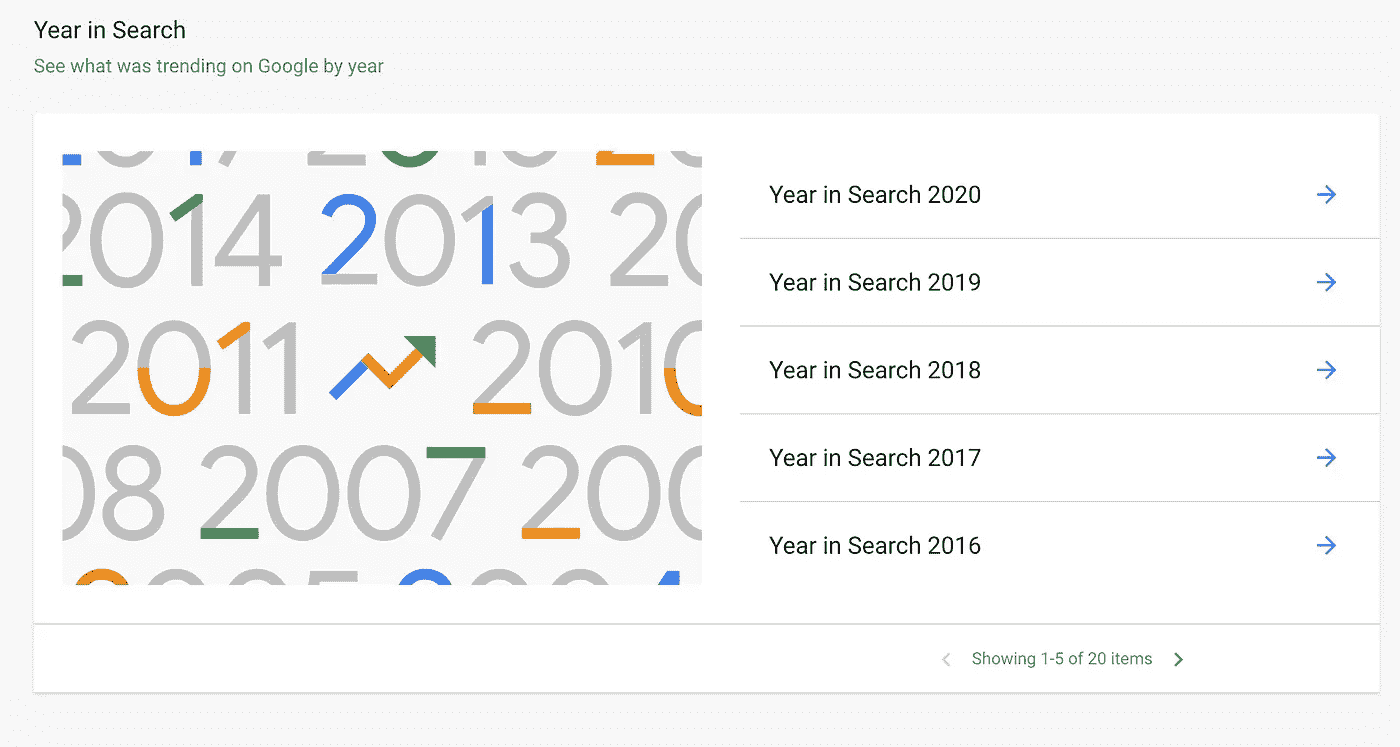 Year in Search
See what was trending on Google by year
2014 2013
2011 2010
08 2007 200
Year in Search 2020
Year in Search 2019
Year in Search 2018
Year in Search 2017
Year in Search 2016
Showing 1-5 of 20 items